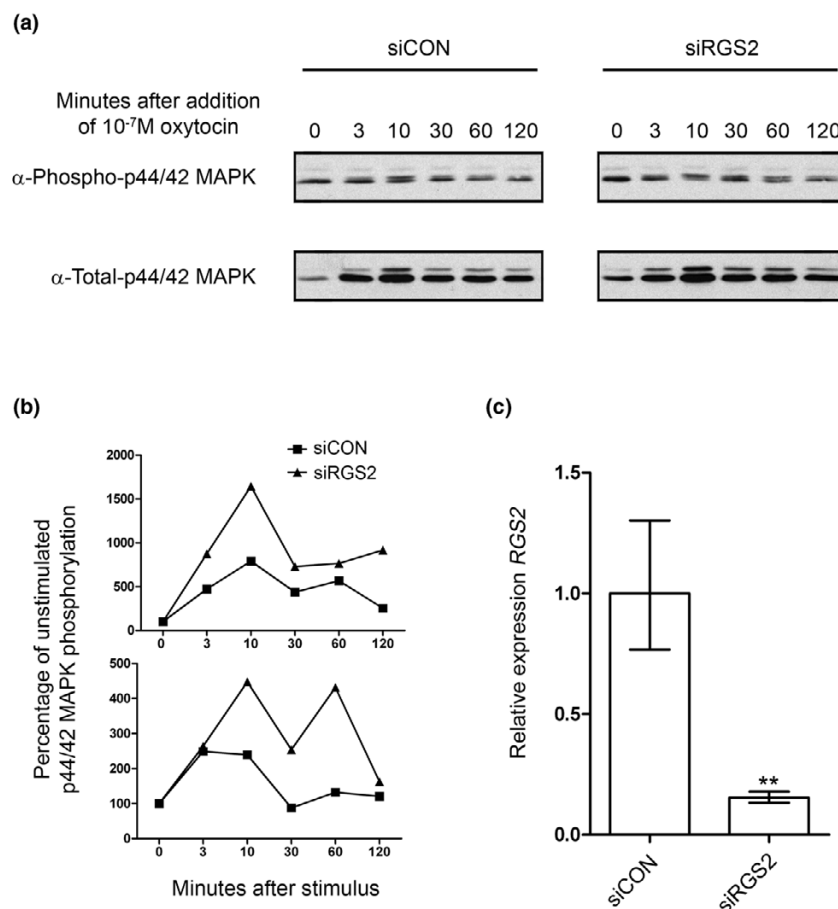 (a)
siCON
siRGS2
Minutes after addition
of 10⁻⁷M oxytocin
0 3 10 30 60 120
0 3 10 30 60 120
α-Phospho-p44/42 MAPK
α-Total-p44/42 MAPK
(b)
siCON
siRGS2
Percentage of unstimulated
p44/42 MAPK phosphorylation
2000
1500
1000
500
0
0 3 10 30 60 120
500
400
300
200
100
0
0 3 10 30 60 120
Minutes after stimulus
(c)
Relative expression RGS2
1.5
1.0
0.5
0.0
**
siCON
siRGS2